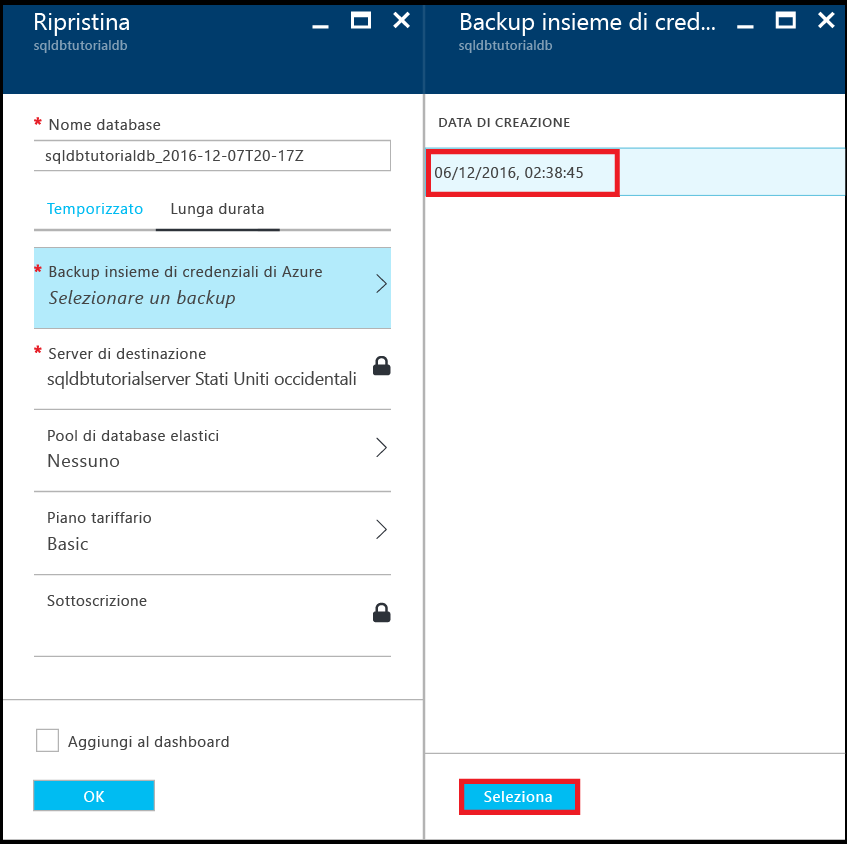 Ripristina
sqldbtutorialdb
* Nome database
sqldbtutorialdb_2016-12-07T20-17Z
Temporizzato Lunga durata
* Backup insieme di credenziali di Azure
Selezionare un backup
* Server di destinazione
sqldbtutorialserver Stati Uniti occidentali
Pool di database elastici
Nessuno
Piano tariffario
Basic
Sottoscrizione
Aggiungi al dashboard
OK
Backup insieme di cred...
sqldbtutorialdb
DATA DI CREAZIONE
06/12/2016, 02:38:45
Seleziona